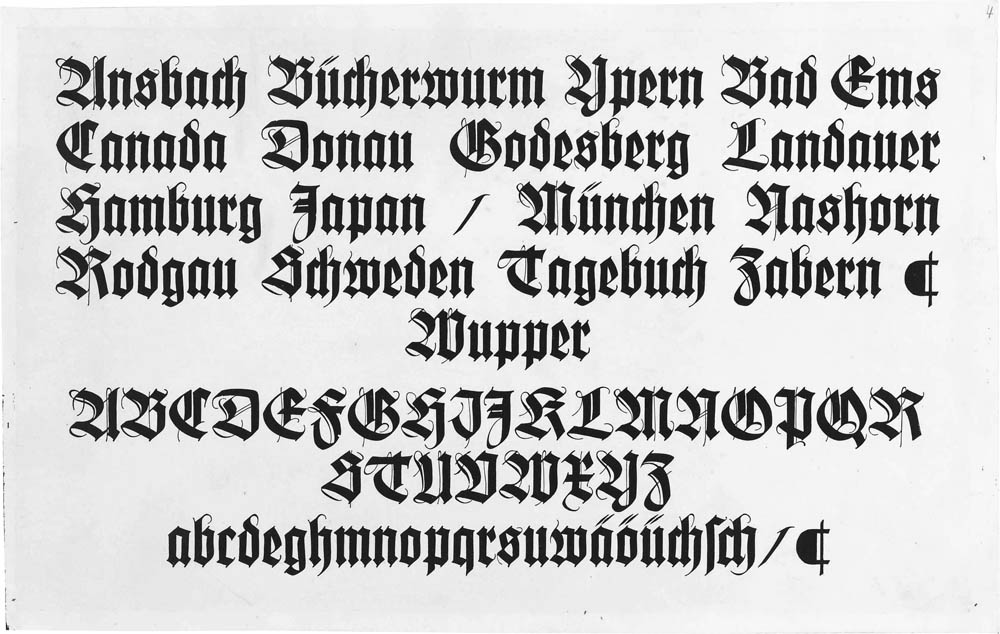 4
Ansbach Bücherwurm Ypern Bad Ems
Canada Donau Godesberg Landauer
Hamburg Japan / München Nashorn
Rodgau Schweden Tagebuch Zabern ¶
Wupper
ABCDEFGHIJKLMNOPQR
STUVWXYZ
abcdeghmnopqrsuwäöüchſch/¶